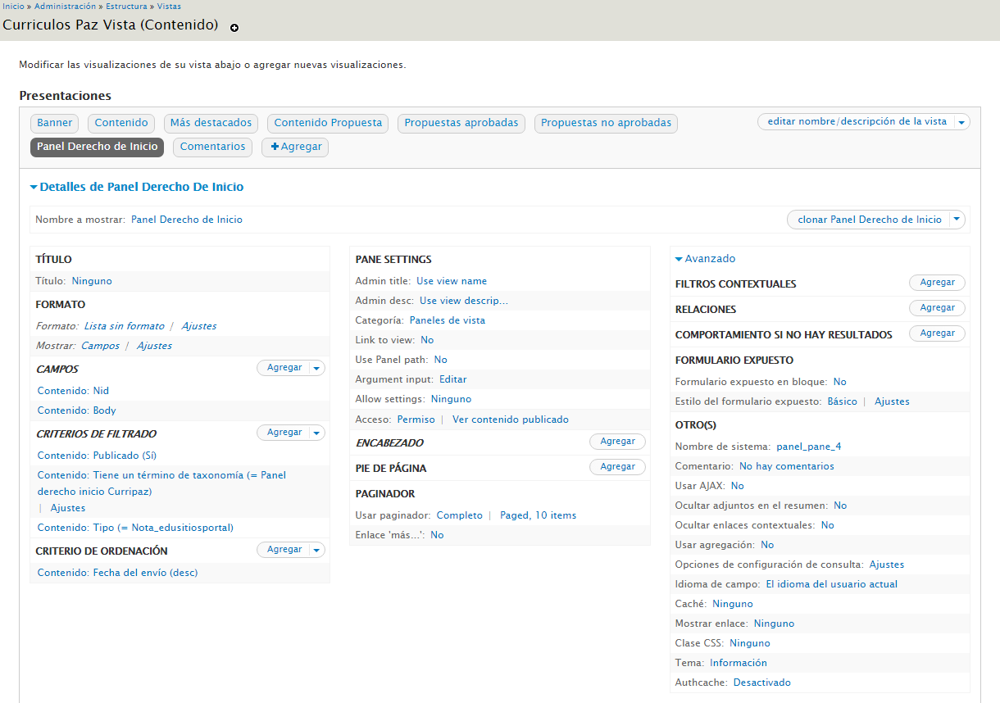 Inicio » Administración » Estructura » Vistas
Curriculos Paz Vista (Contenido)
Modificar las visualizaciones de su vista abajo o agregar nuevas visualizaciones.
Presentaciones
Banner Contenido Más destacados Contenido Propuesta Propuestas aprobadas Propuestas no aprobadas editar nombre/descripción de la vista
Panel Derecho de Inicio Comentarios +Agregar
Detalles de Panel Derecho De Inicio
Nombre a mostrar: Panel Derecho de Inicio clonar Panel Derecho de Inicio
TÍTULO
Título: Ninguno
FORMATO
Formato: Lista sin formato | Ajustes
Mostrar: Campos | Ajustes
CAMPOS Agregar
Contenido: Nid
Contenido: Body
CRITERIOS DE FILTRADO Agregar
Contenido: Publicado (Sí)
Contenido: Tiene un término de taxonomía (= Panel
derecho inicio Curripaz)
| Ajustes
Contenido: Tipo (= Nota_edusitiosportal)
CRITERIO DE ORDENACIÓN Agregar
Contenido: Fecha del envío (desc)
PANE SETTINGS
Admin title: Use view name
Admin desc: Use view descrip...
Categoría: Paneles de vista
Link to view: No
Use Panel path: No
Argument input: Editar
Allow settings: Ninguno
Acceso: Permiso | Ver contenido publicado
ENCABEZADO Agregar
PIE DE PÁGINA Agregar
PAGINADOR
Usar paginador: Completo | Paged, 10 items
Enlace 'más...': No
Avanzado
FILTROS CONTEXTUALES Agregar
RELACIONES Agregar
COMPORTAMIENTO SI NO HAY RESULTADOS Agregar
FORMULARIO EXPUESTO
Formulario expuesto en bloque: No
Estilo del formulario expuesto: Básico | Ajustes
OTRO(S)
Nombre de sistema: panel_pane_4
Comentario: No hay comentarios
Usar AJAX: No
Ocultar adjuntos en el resumen: No
Ocultar enlaces contextuales: No
Usar agregación: No
Opciones de configuración de consulta: Ajustes
Idioma de campo: El idioma del usuario actual
Caché: Ninguno
Mostrar enlace: Ninguno
Clase CSS: Ninguno
Tema: Información
Authcache: Desactivado